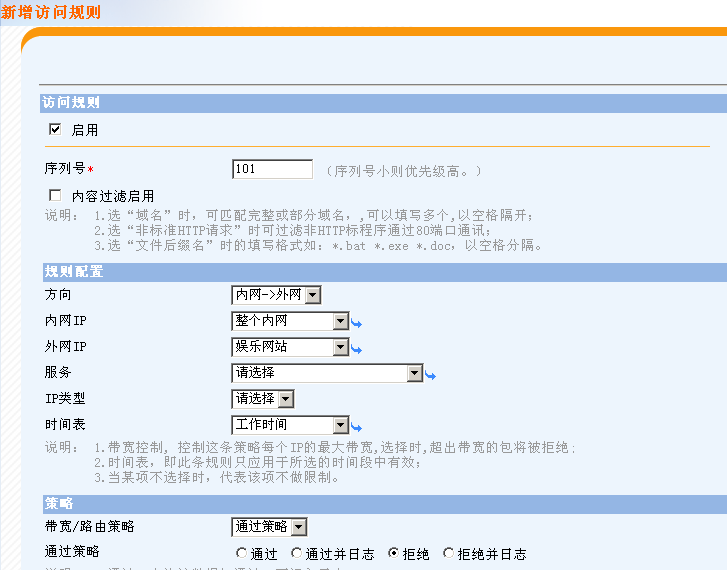 新增访问规则
访问规则
启用
序列号* 101 （序列号小则优先级高。）
内容过滤启用
说明： 1.选“域名”时，可匹配完整或部分域名，,可以填写多个,以空格隔开;
2.选“非标准HTTP请求”时可过滤非HTTP标程序通过80端口通讯;
3.选“文件后缀名”时的填写格式如: *.bat *.exe *.doc，以空格分隔。
规则配置
方向 内网->外网
内网IP 整个内网
外网IP 娱乐网站
服务 请选择
IP类型 请选择
时间表 工作时间
说明： 1.带宽控制, 控制这条策略每个IP的最大带宽,选择时,超出带宽的包将被拒绝;
2.时间表，即此条规则只应用于所选的时间段中有效;
3.当某项不选择时，代表该项不做限制。
策略
带宽/路由策略 通过策略
通过策略 通过 通过并日志 拒绝 拒绝并日志